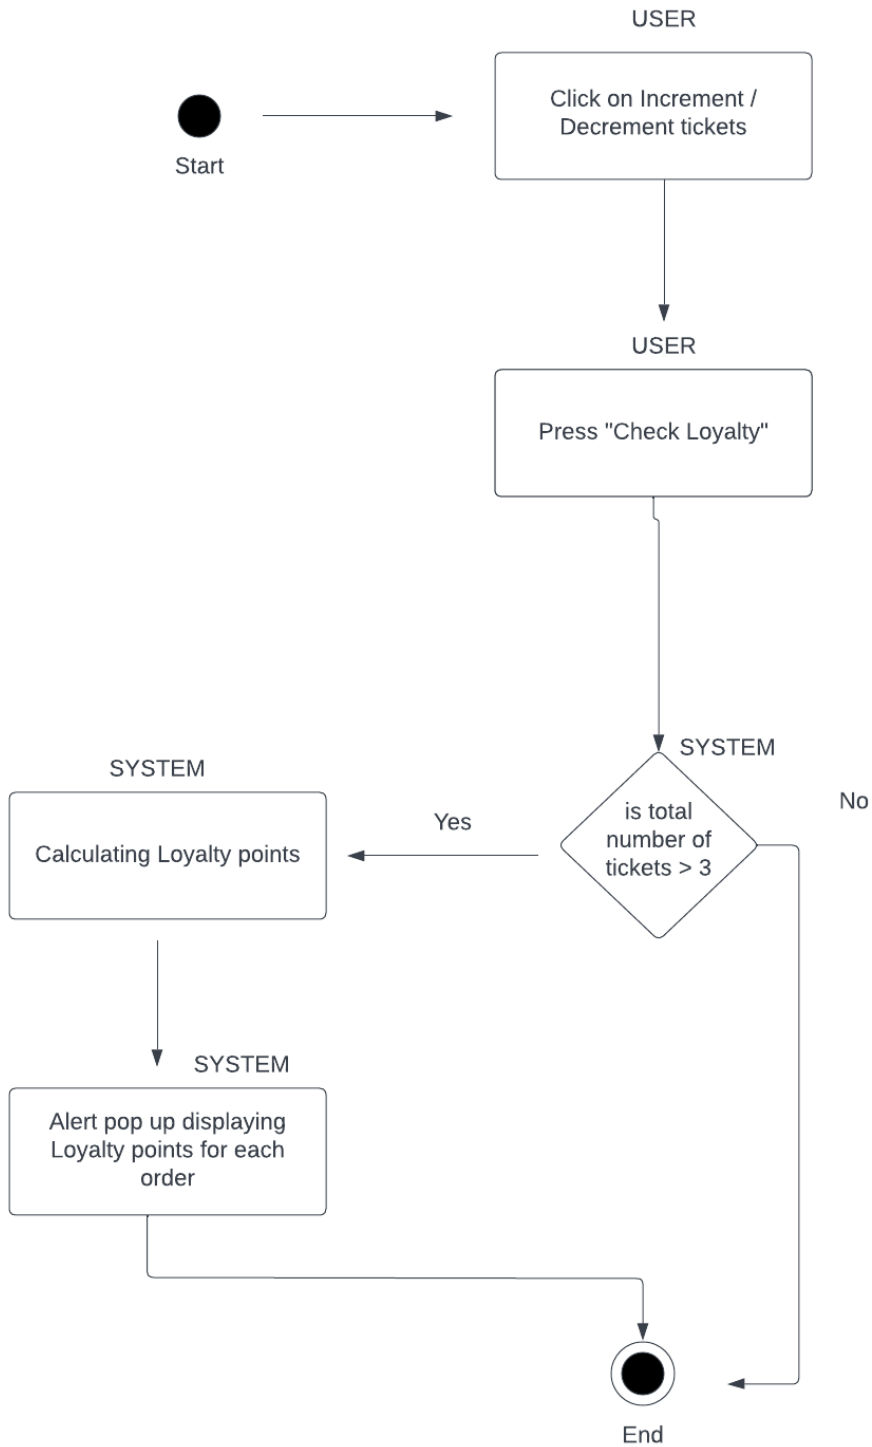 USER
Click on Increment /
Decrement tickets
Start
USER
Press "Check Loyalty"
SYSTEM
is total
number of
tickets > 3
No
Yes
SYSTEM
Calculating Loyalty points
SYSTEM
Alert pop up displaying
Loyalty points for each
order
End